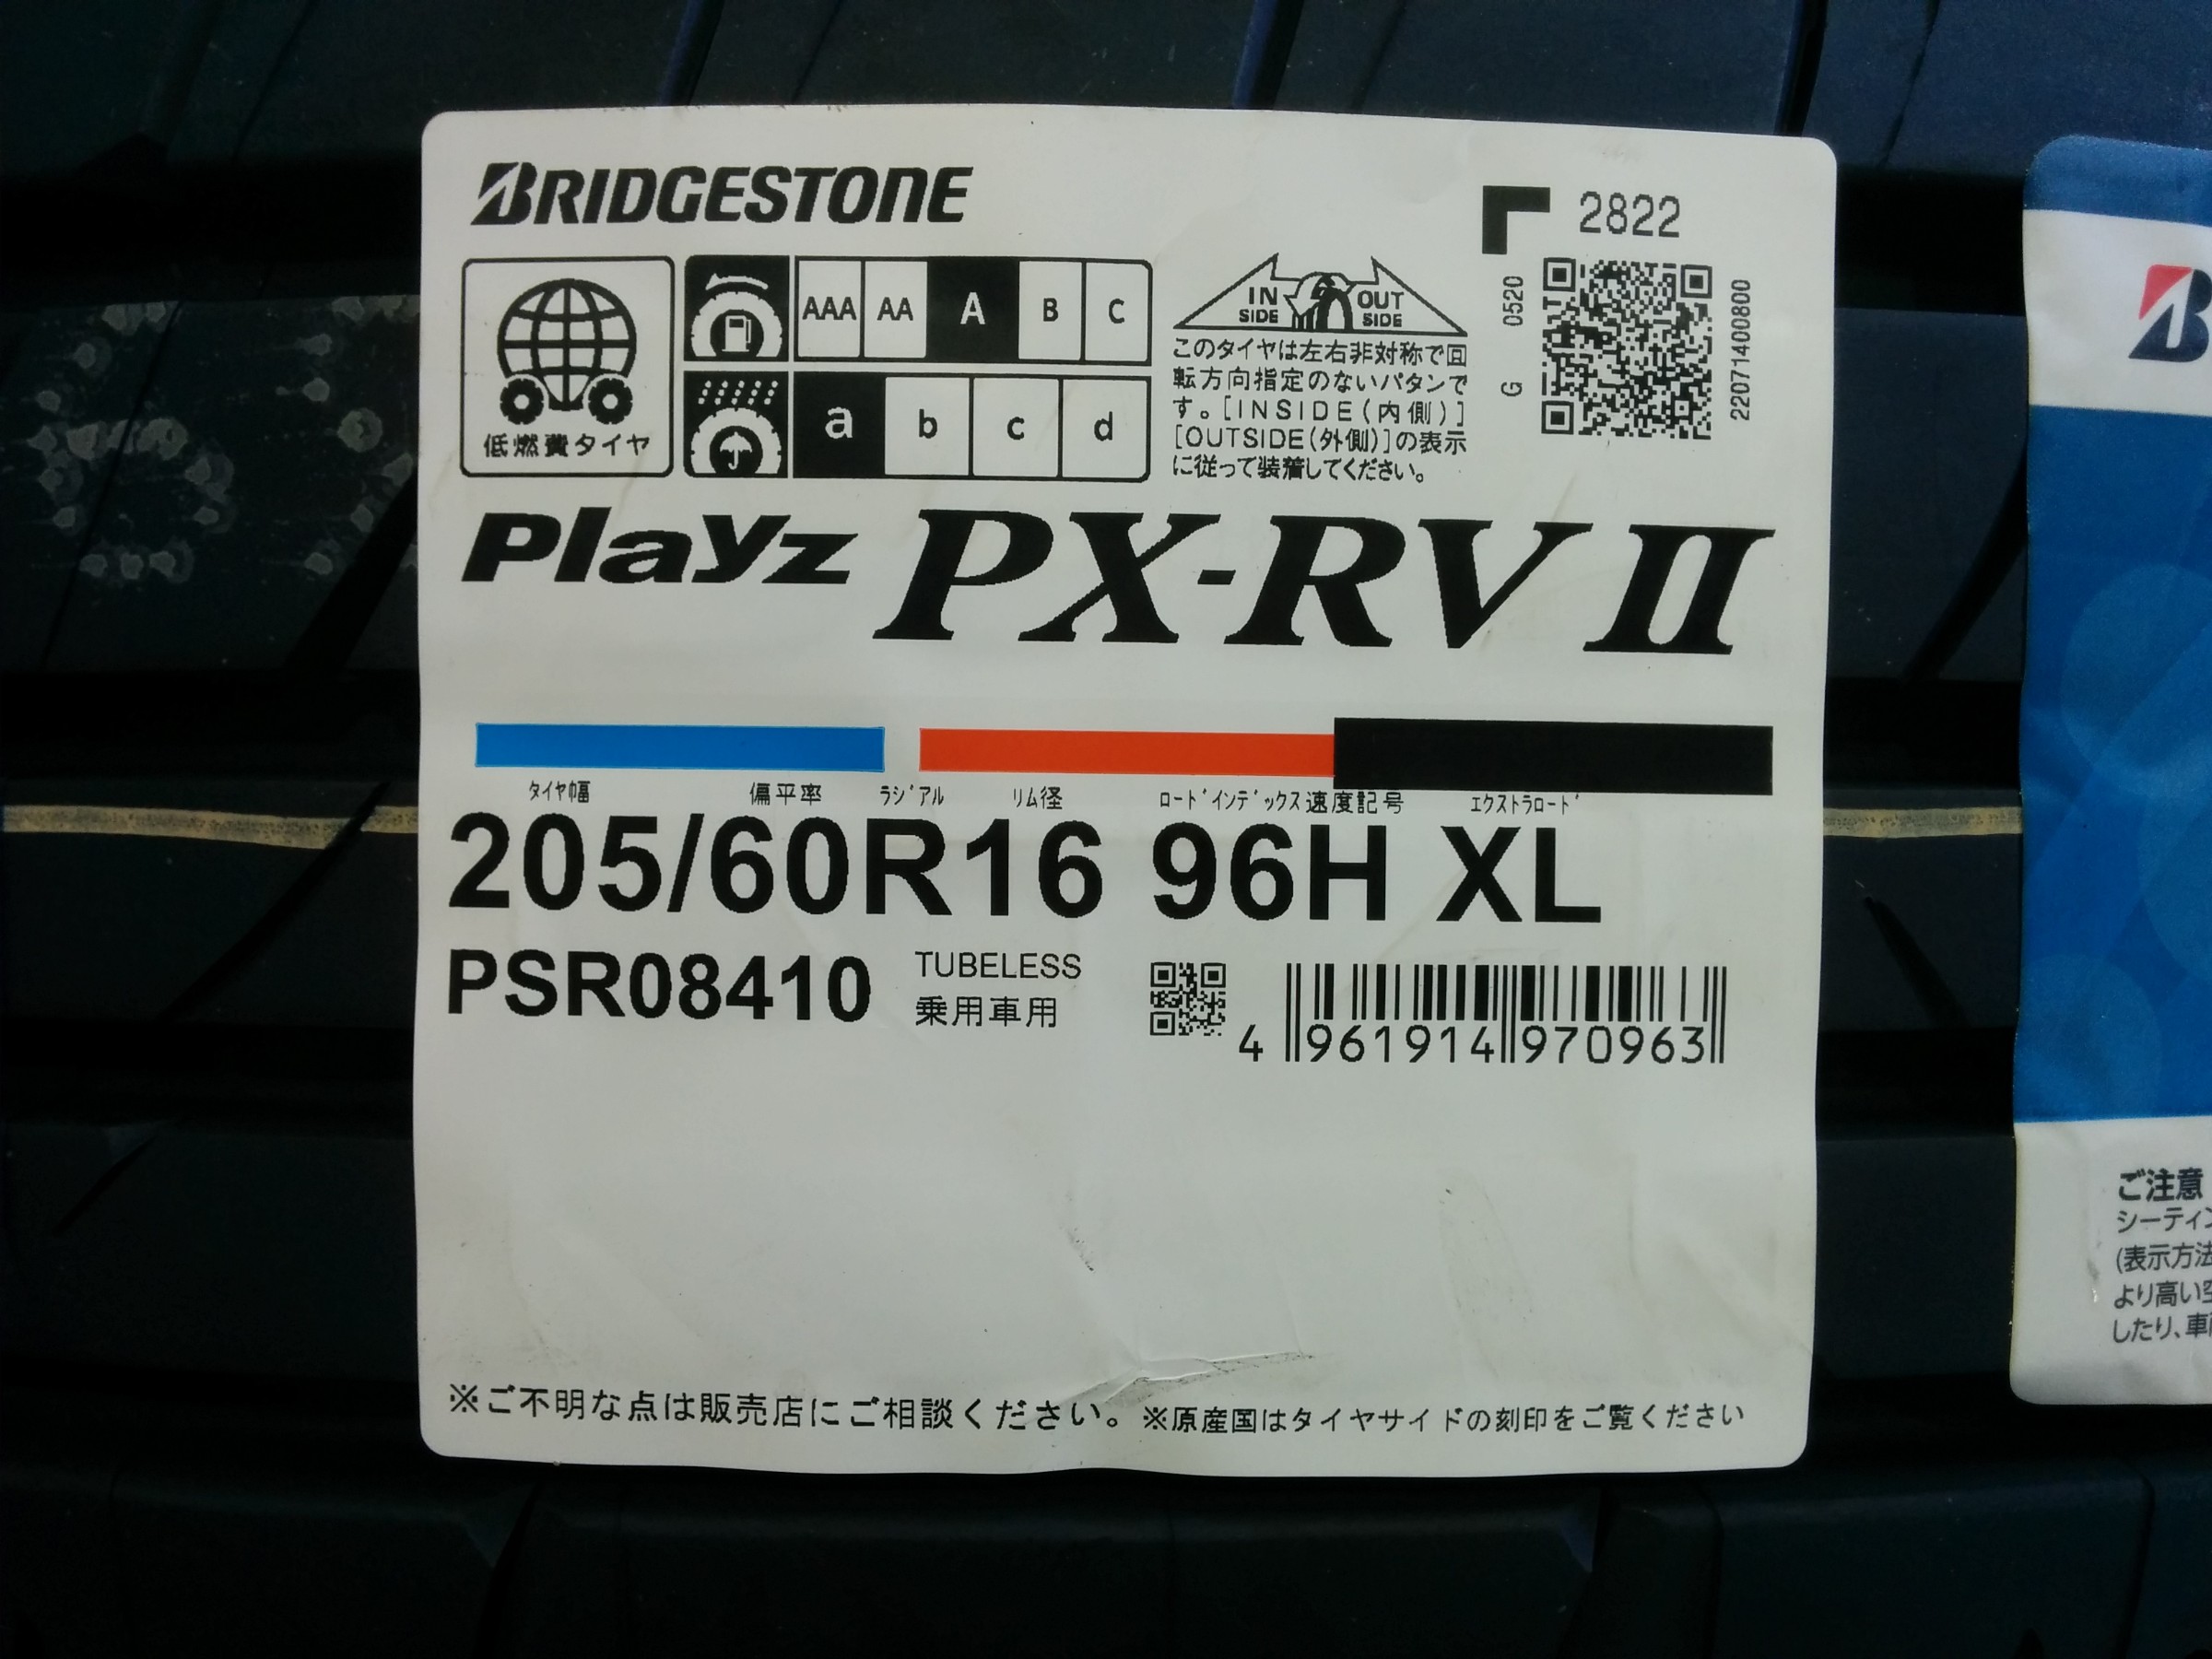 BRIDGESTONE
2822
低燃費タイヤ
AAA AA A B C
a b c d
IN SIDE OUT SIDE
このタイヤは左右非対称で回
転方向指定のないパタンで
す。[INSIDE(内側)]
[OUTSIDE(外側)]の表示
に従って装着してください。
G 0520
22071400800
Playz PX-RV II
タイヤ幅 偏平率 ラジアル リム径 ロードインデックス 速度記号 エクストラロード
205/60R16 96H XL
PSR08410
TUBELESS
乗用車用
4 961914 970963
※ご不明な点は販売店にご相談ください。 ※原産国はタイヤサイドの刻印をご覧ください
B
ご注意
シーティン
(表示方法
より高い空
したり、車